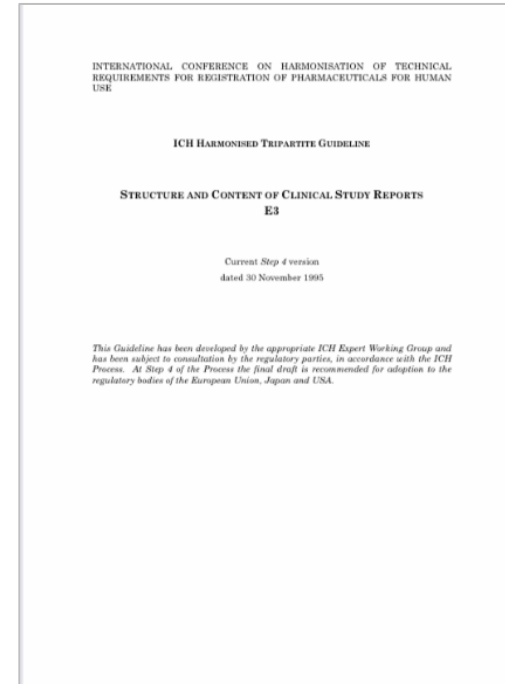 INTERNATIONAL CONFERENCE ON HARMONISATION OF TECHNICAL
REQUIREMENTS FOR REGISTRATION OF PHARMACEUTICALS FOR HUMAN
USE
ICH HARMONISED TRIPARTITE GUIDELINE
STRUCTURE AND CONTENT OF CLINICAL STUDY REPORTS
E3
Current Step 4 version
dated 30 November 1995
This Guideline has been developed by the appropriate ICH Expert Working Group and
has been subject to consultation by the regulatory parties, in accordance with the ICH
Process. At Step 4 of the Process the final draft is recommended for adoption to the
regulatory bodies of the European Union, Japan and USA.